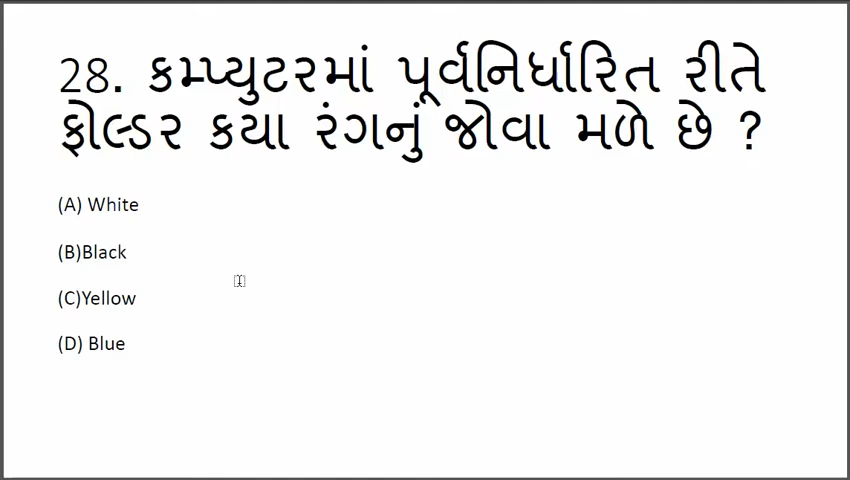 28. કમ્પ્યુટરમાં પૂર્વનિર્ધારિત રીતે
ફોલ્ડર કયા રંગનું જોવા મળે છે ?
(A) White
(B)Black
(C)Yellow
(D) Blue